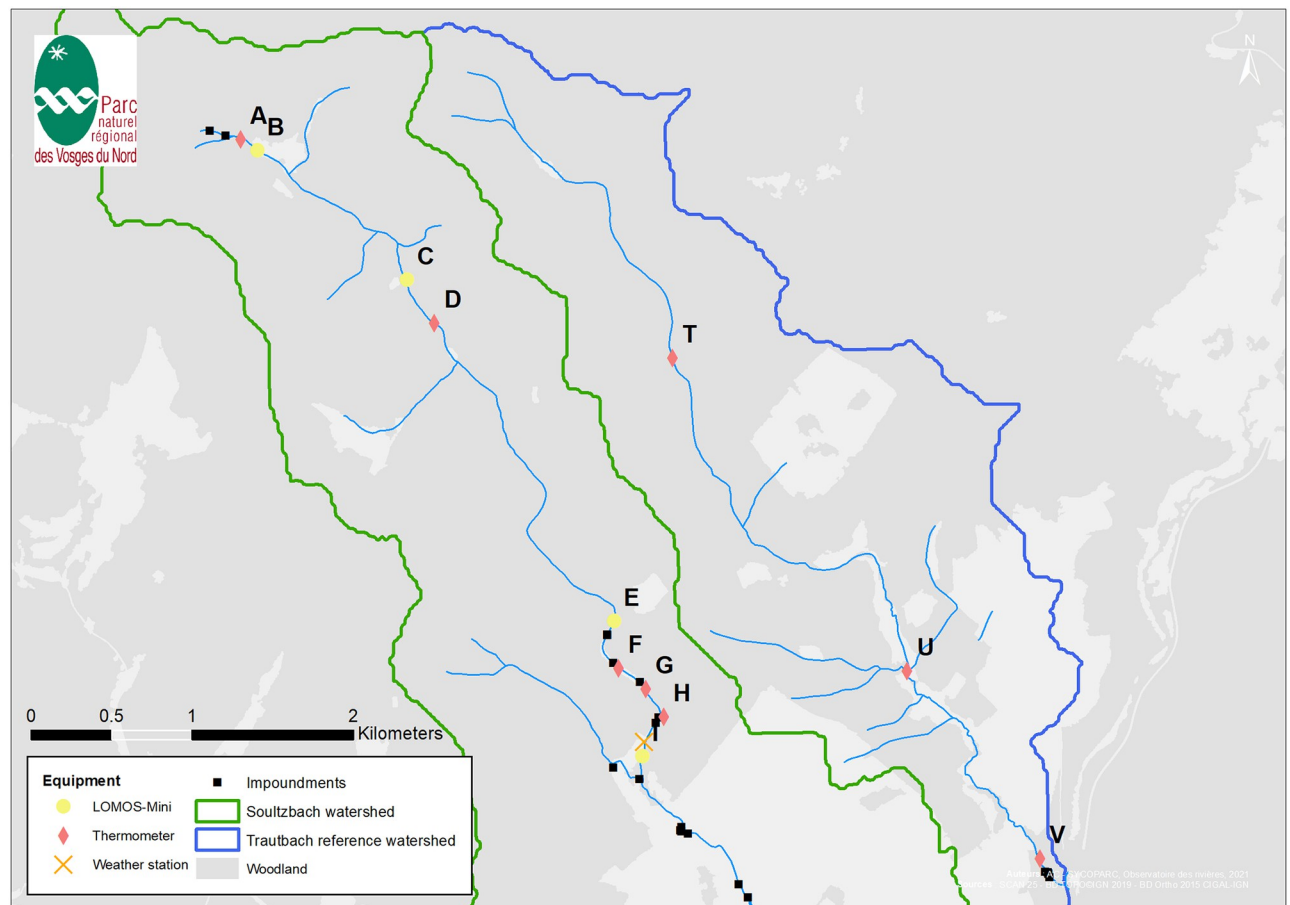 Parc
naturel
régional
des Vosges du Nord
N
A
B
C
D
T
E
F
G
H
I
U
V
0 0.5 1 2
Kilometers
Equipment
LOMOS-Mini
Thermometer
Weather station
Impoundments
Soultzbach watershed
Trautbach reference watershed
Woodland
Observatoire des rivières, 2021
2019 - BD Ortho 2015 CIGAL-IGN